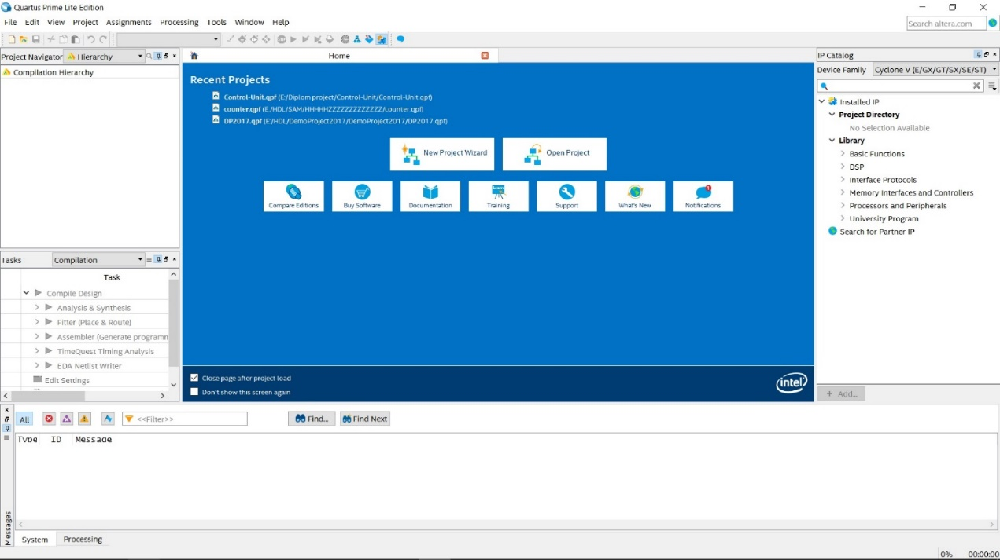 Quartus Prime Lite Edition
File Edit View Project Assignments Processing Tools Window Help
Search altera.com
Project Navigator Hierarchy
Compilation Hierarchy
Home
Recent Projects
Control-Unit.qpf (E:/Diplom project/Control-Unit/Control-Unit.qpf)
counter.qpf (E:/HDL/SAM/HHHHZZZZZZZZZZZZ/counter.qpf)
DP2017.qpf (E:/HDL/DemoProject2017/DemoProject2017/DP2017.qpf)
New Project Wizard
Open Project
Compare Editions
Buy Software
Documentation
Learn
Training
Support
What's New
1
Notifications
Close page after project load
Don't show this screen again
intel
IP Catalog
Device Family Cyclone V (E/GX/GT/SX/SE/ST)
Installed IP
Project Directory
No Selection Available
Library
Basic Functions
DSP
Interface Protocols
Memory Interfaces and Controllers
Processors and Peripherals
University Program
Search for Partner IP
+ Add...
Tasks Compilation
Task
Compile Design
Analysis & Synthesis
Fitter (Place & Route)
Assembler (Generate programm
TimeQuest Timing Analysis
EDA Netlist Writer
Edit Settings
All <<Filter>> Find... Find Next
Type ID Message
Messages
System Processing
0% 00:00:00